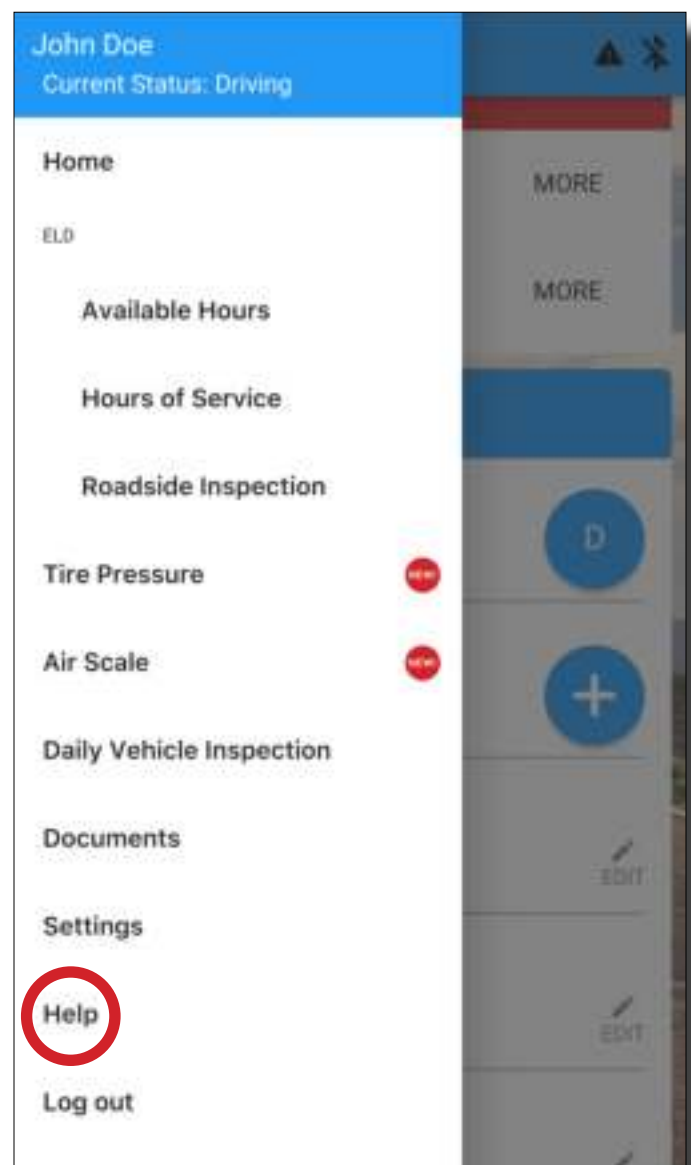 John Doe
Current Status: Driving
Home
MORE
ELD
Available Hours
MORE
Hours of Service
Roadside Inspection
D
Tire Pressure
Air Scale
Daily Vehicle Inspection
Documents
EDIT
Settings
Help
EDIT
Log out